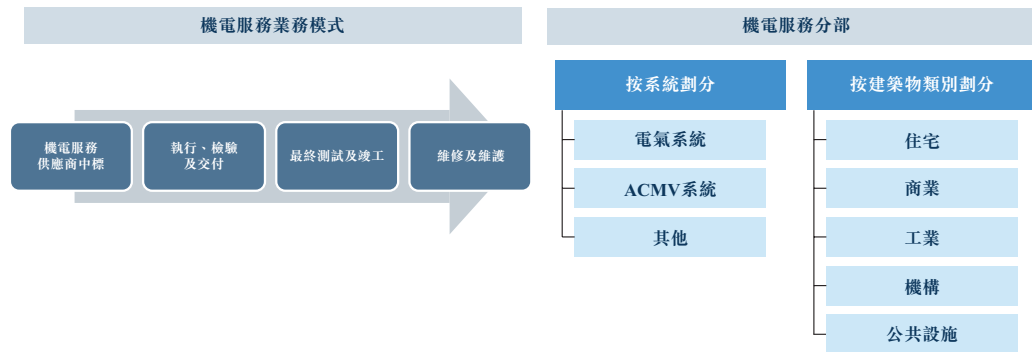 機電服務業務模式
機電服務
供應商中標
執行、檢驗
及交付
最終測試及竣工
維修及維護
機電服務分部
按系統劃分
電氣系統
ACMV系統
其他
按建築物類別劃分
住宅
商業
工業
機構
公共設施